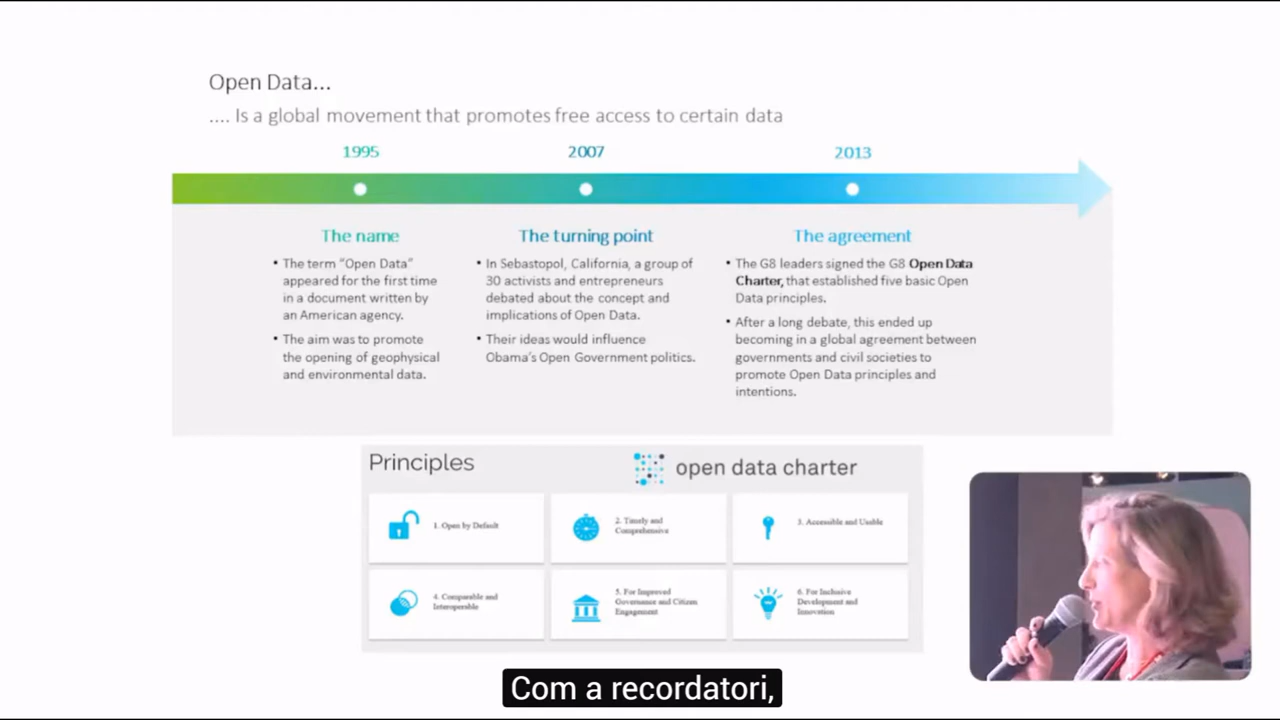 Open Data...
.... Is a global movement that promotes free access to certain data
1995
2007
2013
The name
• The term “Open Data”
appeared for the first time
in a document written by
an American agency.
• The aim was to promote
the opening of geophysical
and environmental data.
The turning point
• In Sebastopol, California, a group of
30 activists and entrepreneurs
debated about the concept and
implications of Open Data.
• Their ideas would influence
Obama’s Open Government politics.
The agreement
• The G8 leaders signed the G8 Open Data
Charter, that established five basic Open
Data principles.
• After a long debate, this ended up
becoming in a global agreement between
governments and civil societies to
promote Open Data principles and
intentions.
Principles
open data charter
1. Open by Default
2. Timely and
Comprehensive
3. Accessible and Usable
4. Comparable and
Interoperable
5. For Improved
Governance and Citizen
Engagement
6. For Inclusive
Development and
Innovation
Com a recordatori,